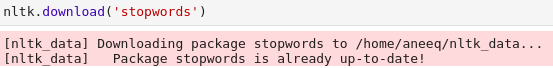 nltk.download('stopwords')
[nltk_data] Downloading package stopwords to /home/aneeq/nltk_data...
[nltk_data]   Package stopwords is already up-to-date!